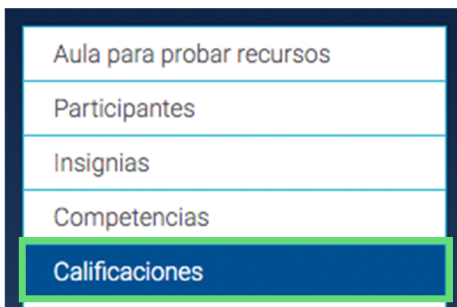 Aula para probar recursos
Participantes
Insignias
Competencias
Calificaciones